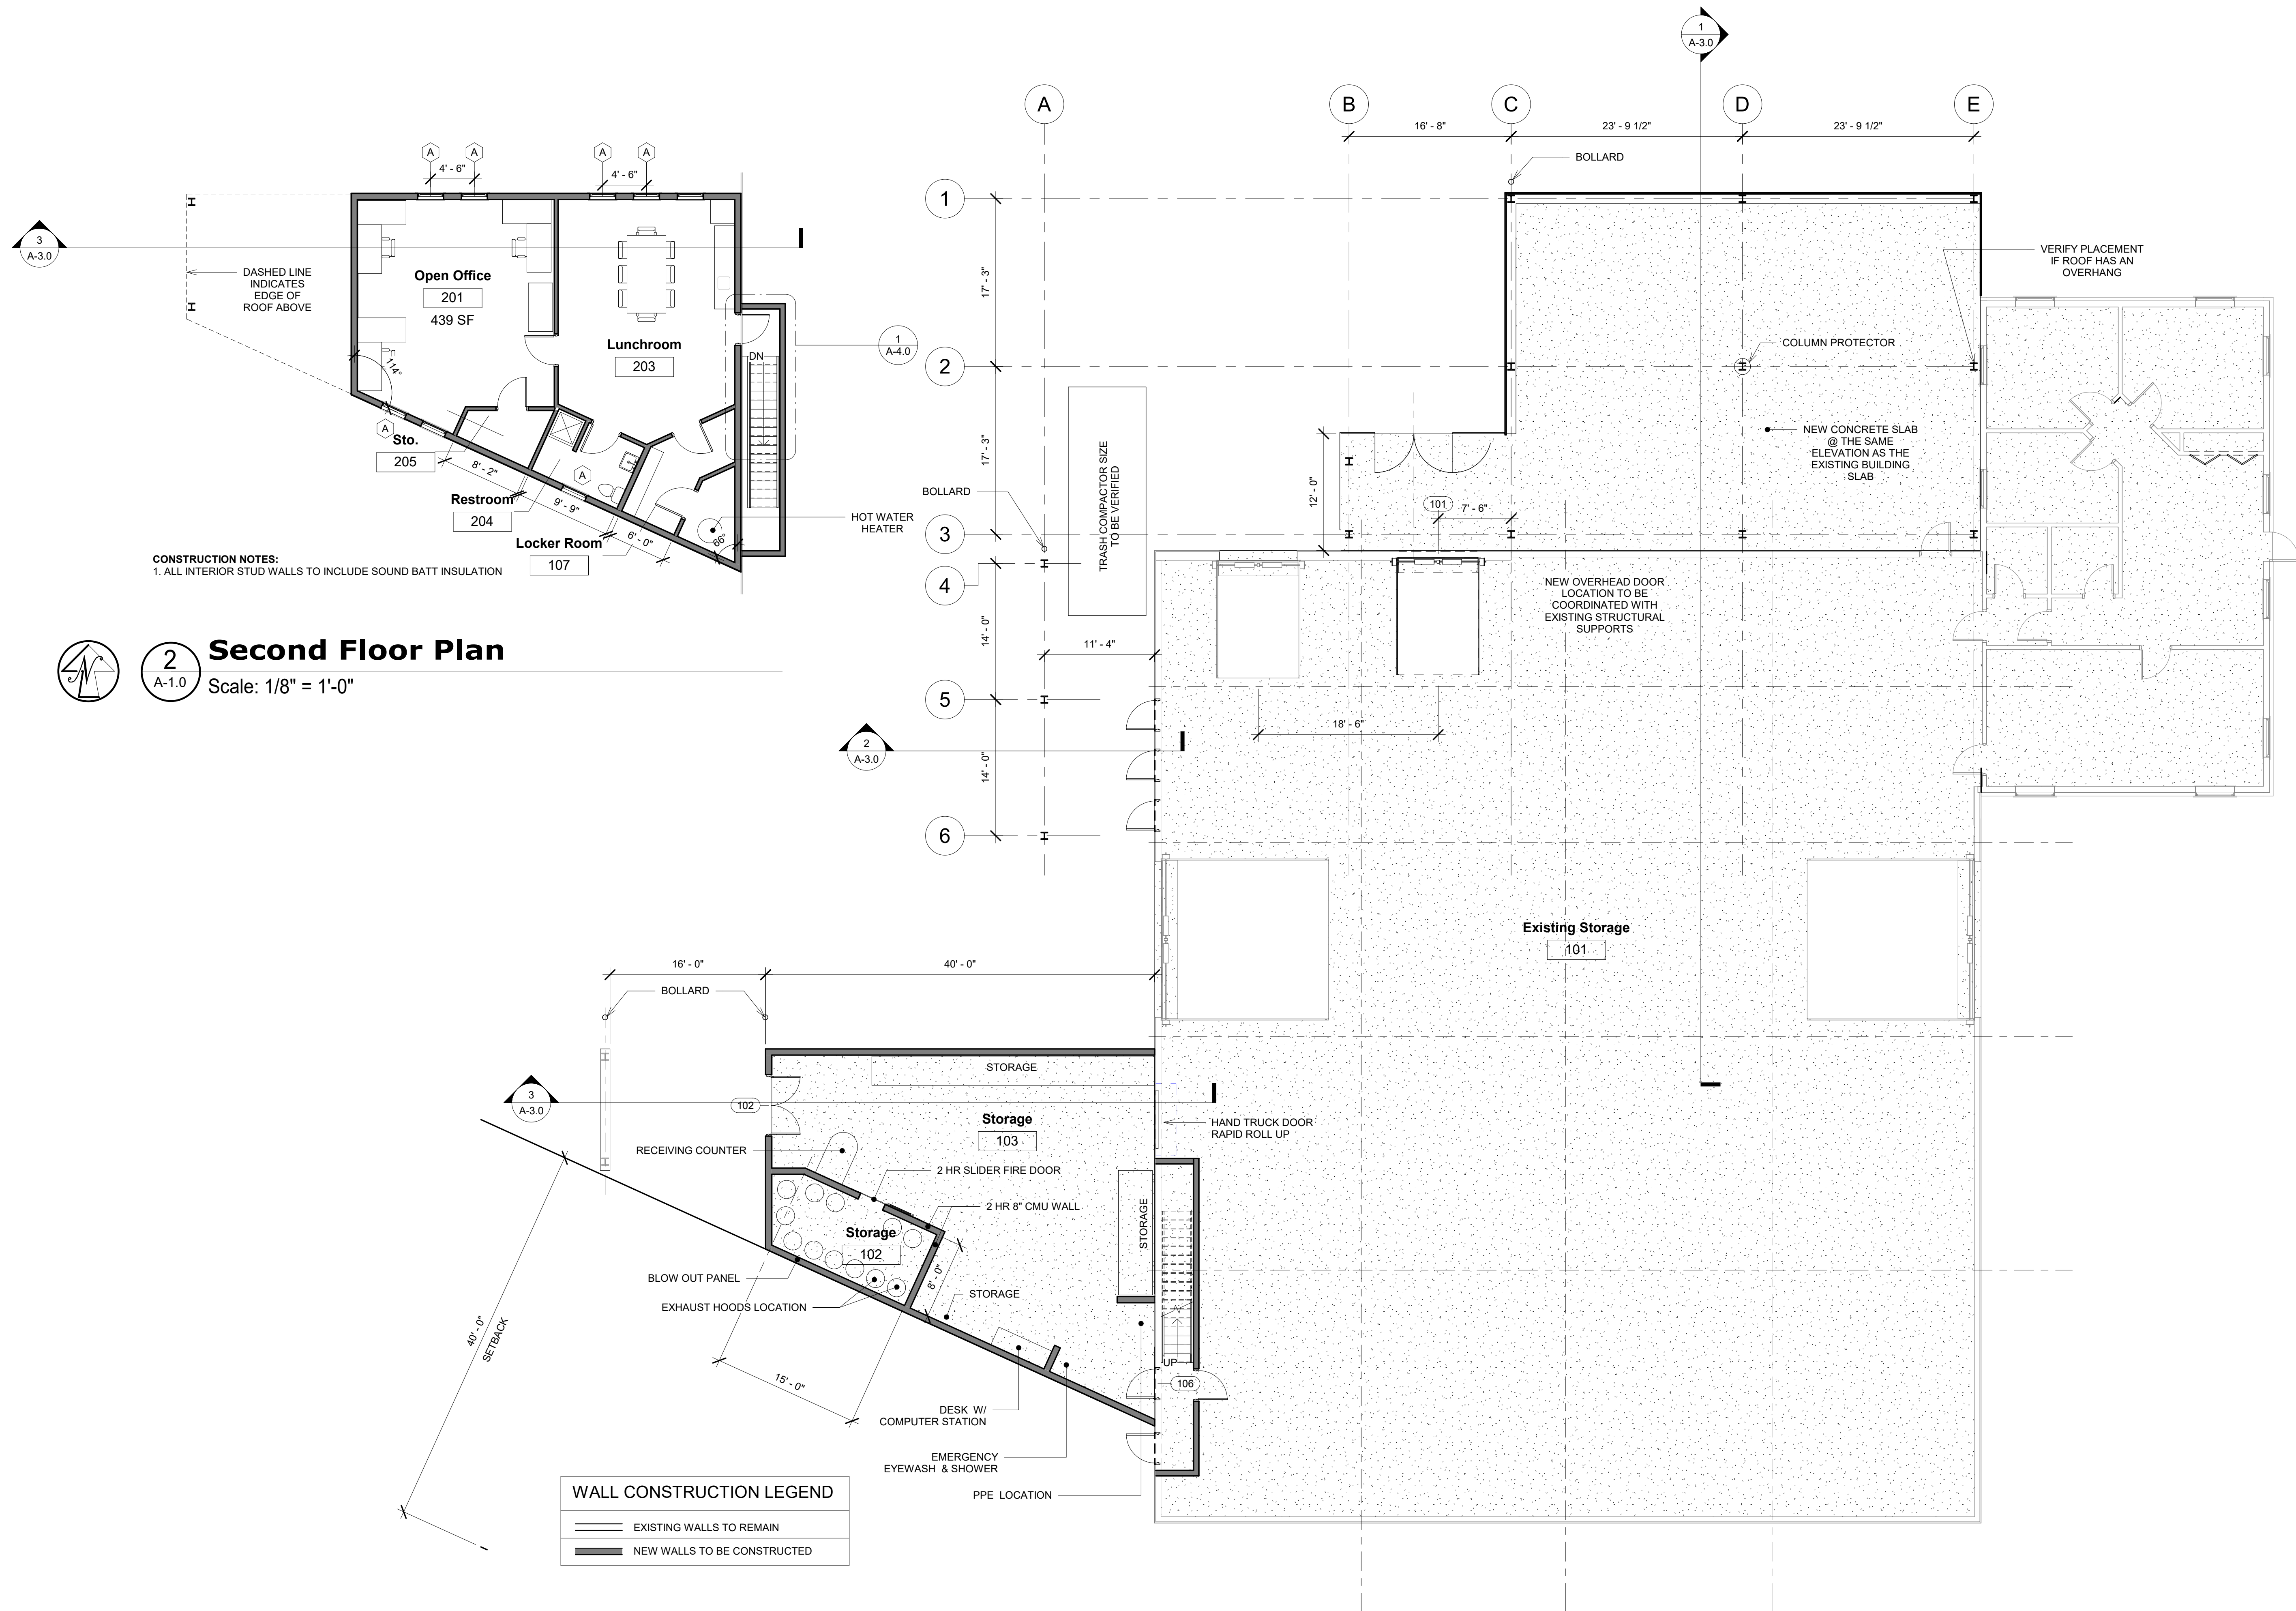 1
A-3.0
A
B
C
D
E
16' - 8"
23' - 9 1/2"
23' - 9 1/2"
BOLLARD
A
A
A
A
4' - 6"
4' - 6"
1
2
3
4
5
6
17' - 3"
17' - 3"
14' - 0"
14' - 0"
3
A-3.0
DASHED LINE
INDICATES
EDGE OF
ROOF ABOVE
Open Office
201
439 SF
Lunchroom
203
DN
1
A-4.0
114°
A
Sto.
205
8' - 2"
A
Restroom
204
9' - 9"
Locker Room
107
6' - 0"
66°
HOT WATER
HEATER
CONSTRUCTION NOTES:
1. ALL INTERIOR STUD WALLS TO INCLUDE SOUND BATT INSULATION
2
A-1.0
Second Floor Plan
Scale: 1/8" = 1'-0"
VERIFY PLACEMENT
IF ROOF HAS AN
OVERHANG
COLUMN PROTECTOR
NEW CONCRETE SLAB
@ THE SAME
ELEVATION AS THE
EXISTING BUILDING
SLAB
BOLLARD
TRASH COMPACTOR SIZE
TO BE VERIFIED
12' - 0"
101
7' - 6"
NEW OVERHEAD DOOR
LOCATION TO BE
COORDINATED WITH
EXISTING STRUCTURAL
SUPPORTS
11' - 4"
18' - 6"
2
A-3.0
Existing Storage
101
16' - 0"
40' - 0"
BOLLARD
STORAGE
3
A-3.0
102
Storage
103
HAND TRUCK DOOR
RAPID ROLL UP
RECEIVING COUNTER
2 HR SLIDER FIRE DOOR
2 HR 8" CMU WALL
STORAGE
Storage
102
BLOW OUT PANEL
8' - 0"
STORAGE
EXHAUST HOODS LOCATION
40' - 0"
SETBACK
15' - 0"
UP
106
DESK W/
COMPUTER STATION
EMERGENCY
EYEWASH & SHOWER
PPE LOCATION
WALL CONSTRUCTION LEGEND
EXISTING WALLS TO REMAIN
NEW WALLS TO BE CONSTRUCTED